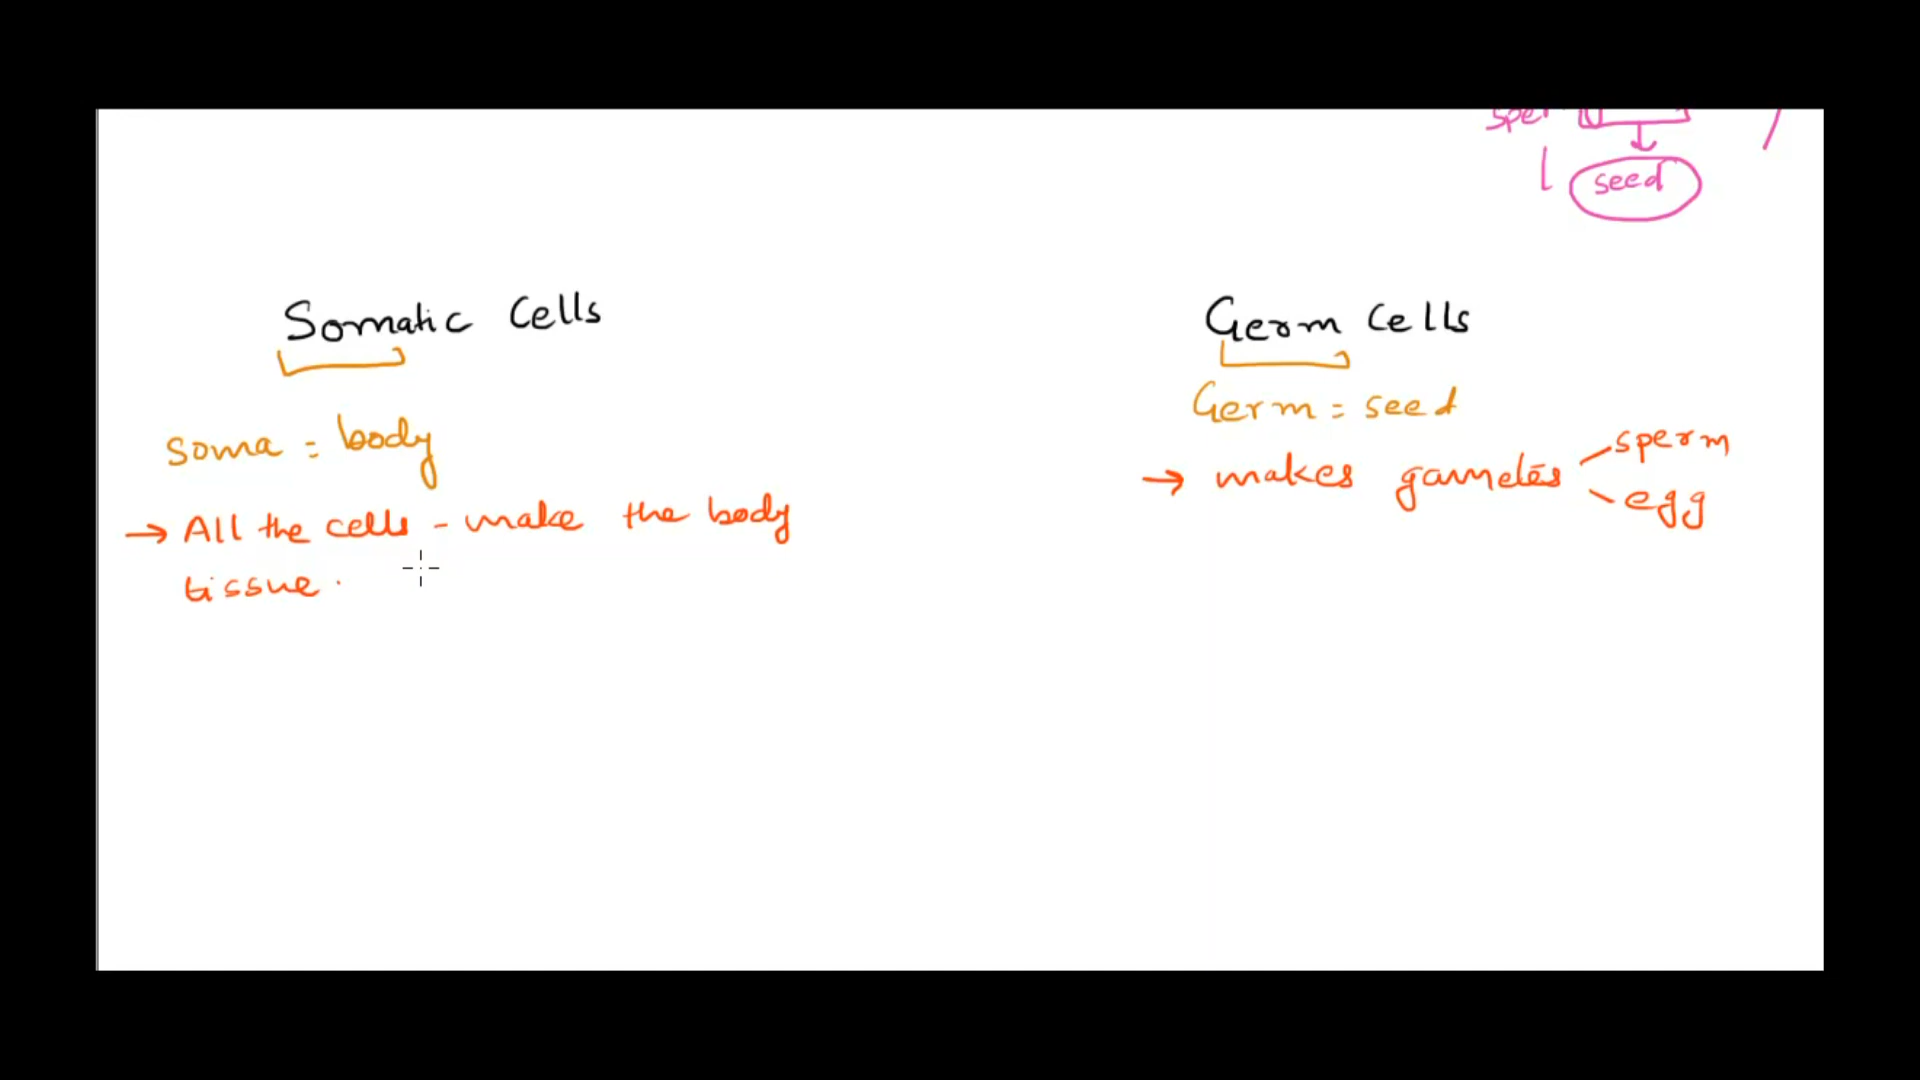 seed
Somatic Cells
Germ Cells
Germ = seed
soma = body
→ makes gametes
sperm
egg
→ All the cells - make the body
tissue.